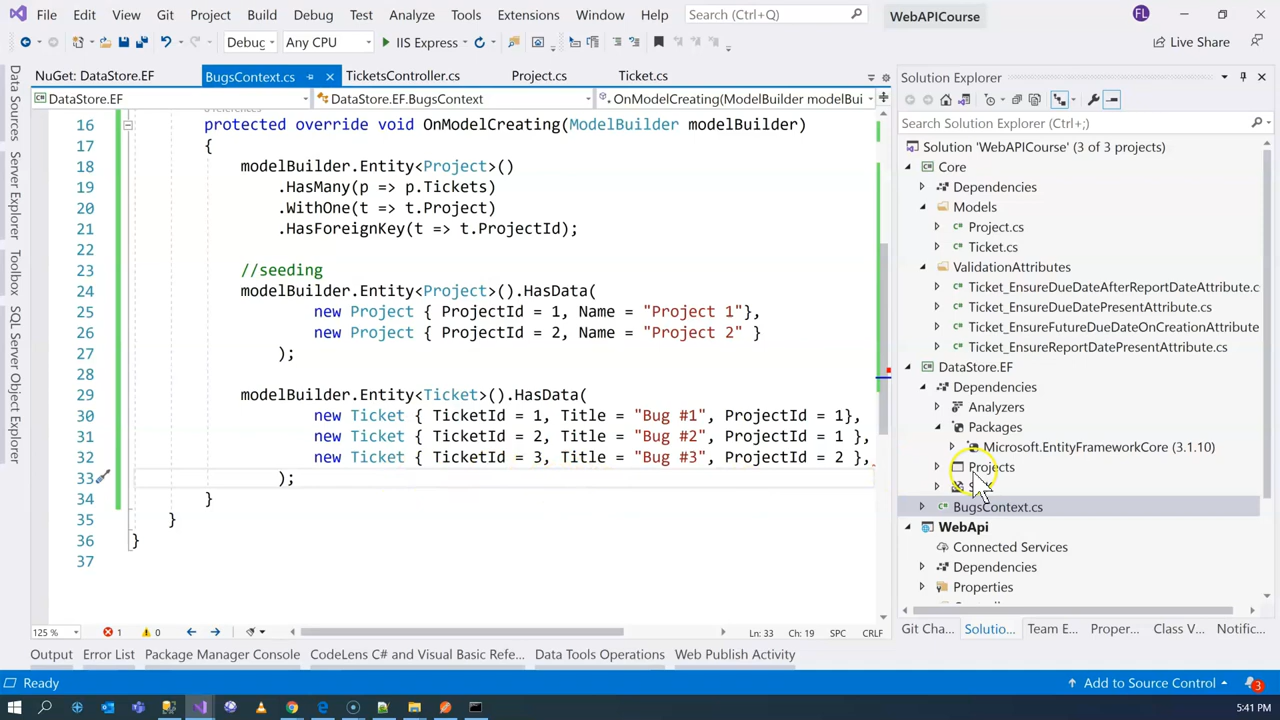 File Edit View Git Project Build Debug Test Analyze Tools Extensions Window Help Search (Ctrl+Q) WebAPICourse FL
Debug Any CPU IIS Express Live Share
Data Sources
Server Explorer
Toolbox
SQL Server Object Explorer
NuGet: DataStore.EF BugsContext.cs TicketsController.cs Project.cs Ticket.cs
DataStore.EF DataStore.EF.BugsContext OnModelCreating(ModelBuilder modelBui
16 protected override void OnModelCreating(ModelBuilder modelBuilder)
17 {
18 modelBuilder.Entity<Project>()
19 .HasMany(p => p.Tickets)
20 .WithOne(t => t.Project)
21 .HasForeignKey(t => t.ProjectId);
22
23 //seeding
24 modelBuilder.Entity<Project>().HasData(
25 new Project { ProjectId = 1, Name = "Project 1"},
26 new Project { ProjectId = 2, Name = "Project 2" }
27 );
28
29 modelBuilder.Entity<Ticket>().HasData(
30 new Ticket { TicketId = 1, Title = "Bug #1", ProjectId = 1},
31 new Ticket { TicketId = 2, Title = "Bug #2", ProjectId = 1 },
32 new Ticket { TicketId = 3, Title = "Bug #3", ProjectId = 2 },
33 );
34 }
35 }
36 }
37
125 % 1 0 Ln: 33 Ch: 19 SPC CRLF
Solution Explorer
Search Solution Explorer (Ctrl+;)
Solution 'WebAPICourse' (3 of 3 projects)
Core
Dependencies
Models
Project.cs
Ticket.cs
ValidationAttributes
Ticket_EnsureDueDateAfterReportDateAttribute.c
Ticket_EnsureDueDatePresentAttribute.cs
Ticket_EnsureFutureDueDateOnCreationAttribute
Ticket_EnsureReportDatePresentAttribute.cs
DataStore.EF
Dependencies
Analyzers
Packages
Microsoft.EntityFrameworkCore (3.1.10)
Projects
BugsContext.cs
WebApi
Connected Services
Dependencies
Properties
Git Cha... Solutio... Team E... Proper... Class V... Notific...
Output Error List Package Manager Console CodeLens C# and Visual Basic Refe... Data Tools Operations Web Publish Activity
Ready Add to Source Control 3
5:41 PM